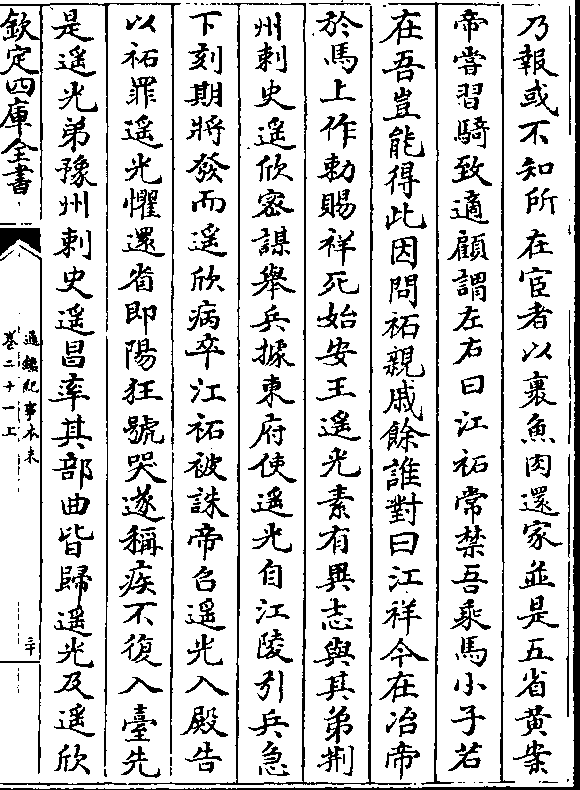 乃報或不知所在宦者以裹魚肉還家並是五省黄案
帝嘗習騎致適顧謂左右曰江祏常禁吾乘馬小子若
在吾豈能得此因問祏親戚餘誰對曰江祥今在冶帝
於馬上作勅賜祥死始安王遥光素有異志與其弟荆
州刺史遥欣宻謀舉兵據東府使遥光自江陵引兵急
下刻期將發而遥欣病卒江祏被誅帝召遥光入殿告
以祏罪遥光懼還省即陽狂號哭遂稱疾不復入臺先
是遥光弟豫州刺史遥昌率其部曲皆歸遥光及遥欣
欽定四庫全書
通鑑紀事本末
卷二十一上
二十